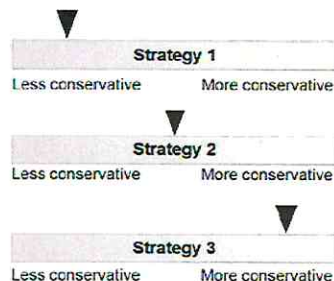 Strategy 1
Less conservative More conservative
Strategy 2
Less conservative More conservative
Strategy 3
Less conservative More conservative